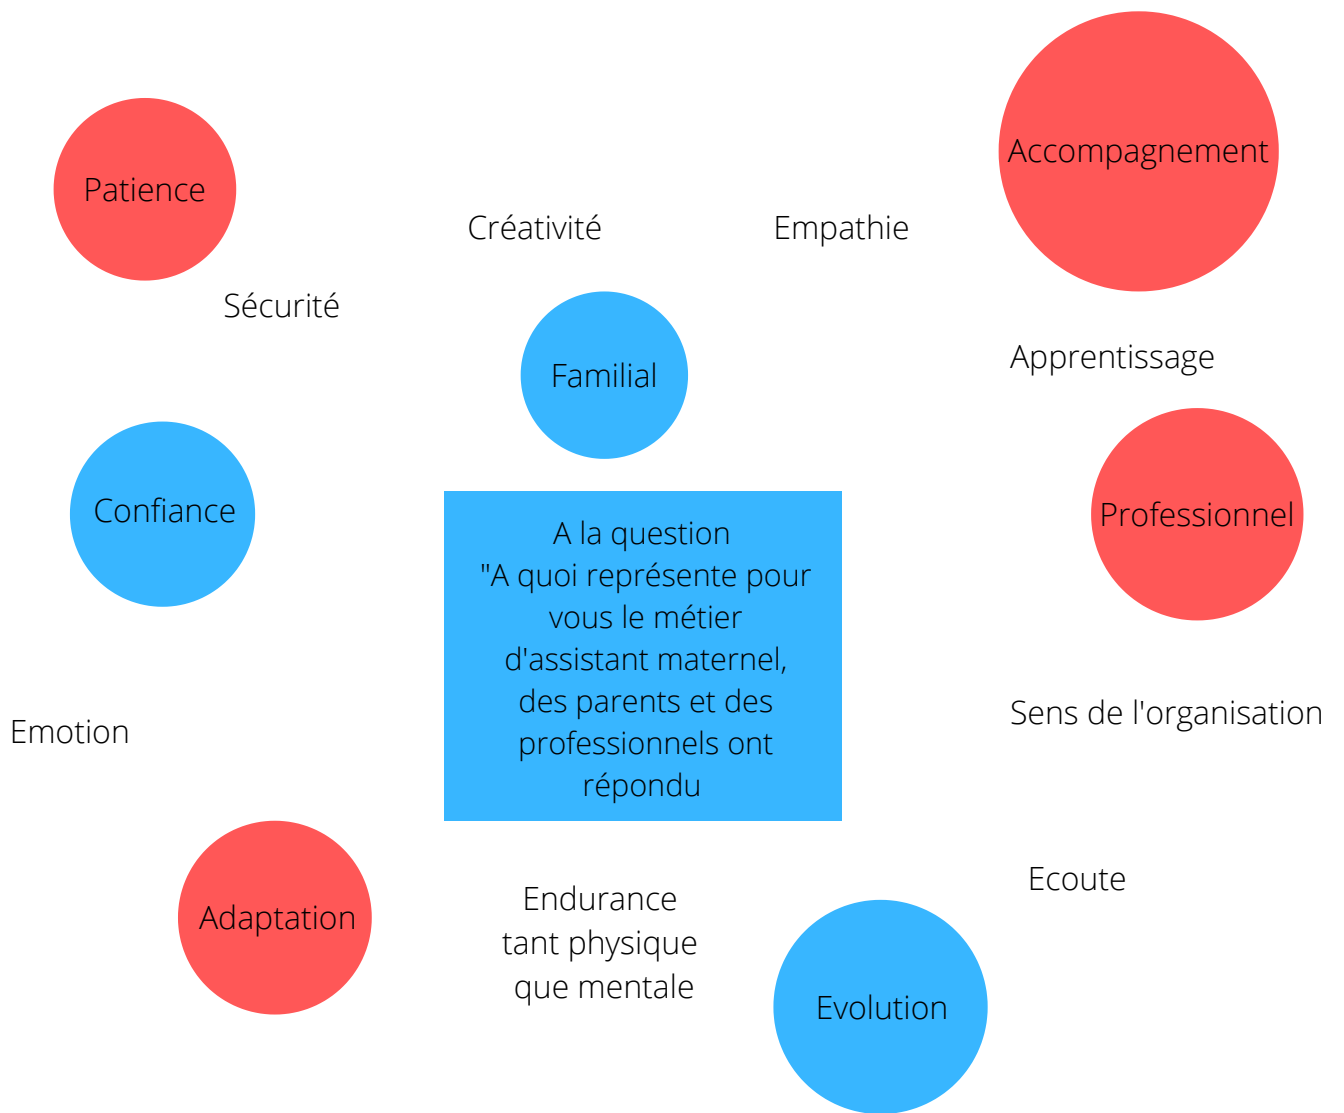 Accompagnement
Patience
Créativité
Empathie
Sécurité
Apprentissage
Familial
Confiance
Professionnel
A la question
"A quoi représente pour
vous le métier
d'assistant maternel,
des parents et des
professionnels ont
répondu
Emotion
Sens de l'organisation
Ecoute
Adaptation
Endurance
tant physique
que mentale
Evolution